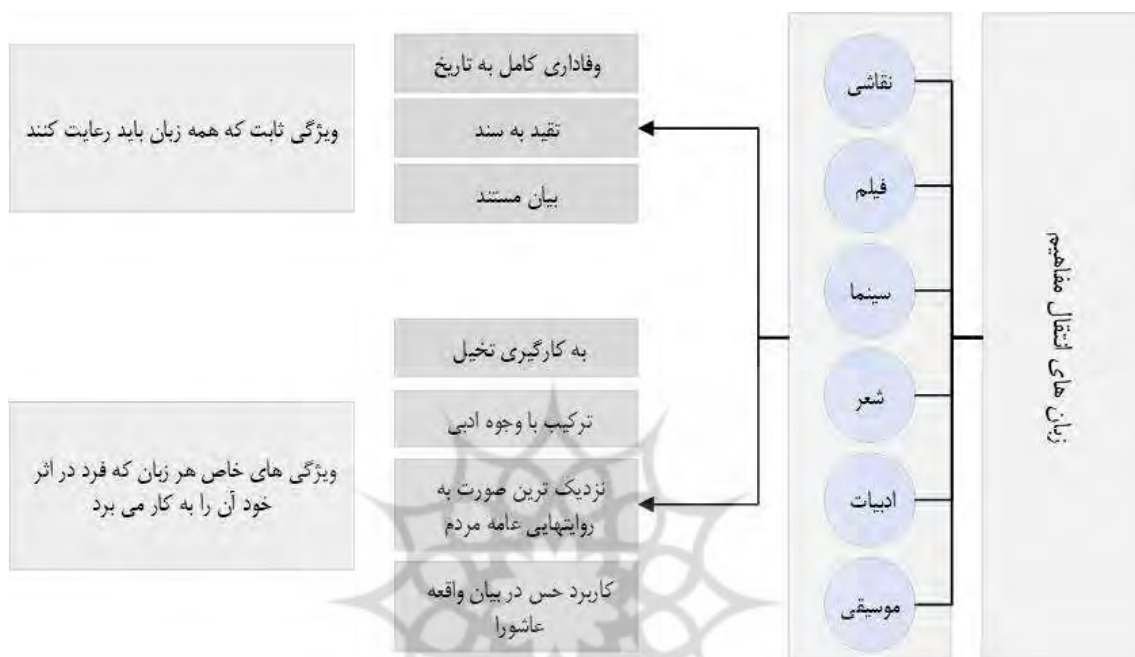 زبان های انتقال مفاهیم
نقاشی
فیلم
سینما
شعر
ادبیات
موسیقی
وفاداری کامل به تاریخ
تقید به سند
بیان مستند
ویژگی ثابت که همه زبان باید رعایت کنند
به کارگیری تخیل
ترکیب با وجوه ادبی
نزدیک ترین صورت به
روایتهایی عامه مردم
کاربرد حس در بیان واقعه
عاشورا
ویژگی های خاص هر زبان که فرد در اثر
خود آن را به کار می برد